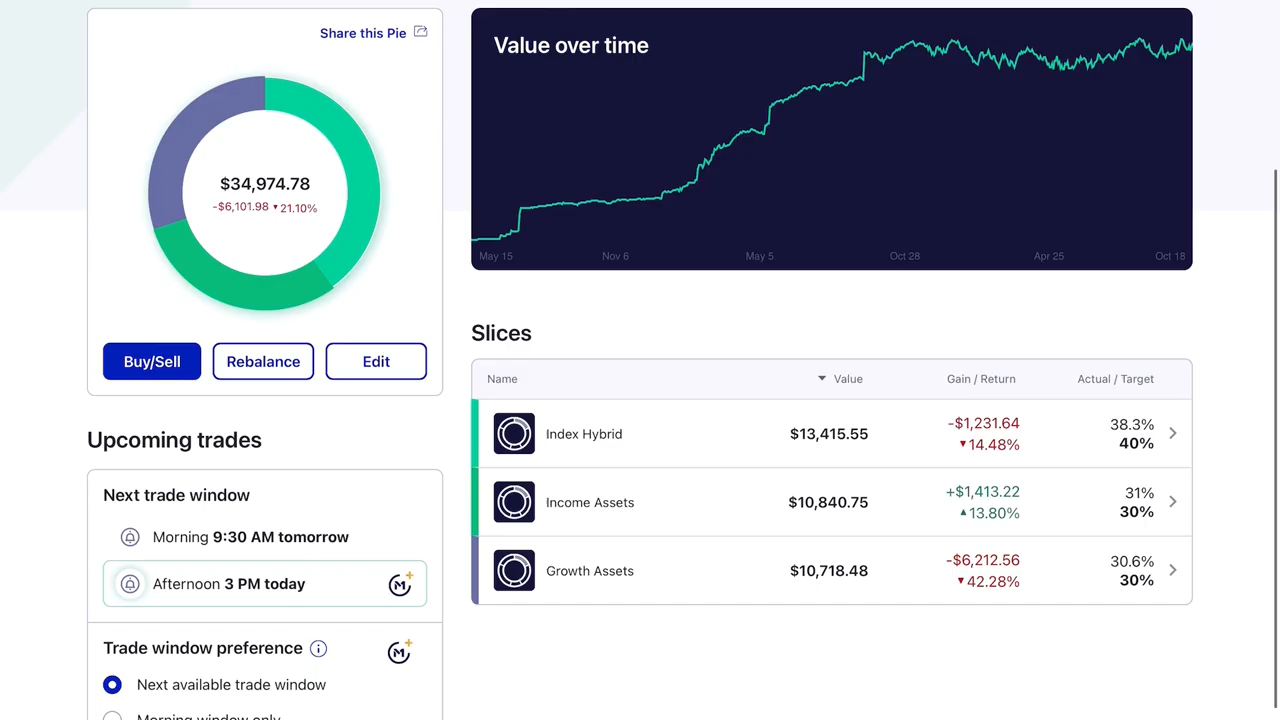 Share this Pie
$34,974.78
-$6,101.98 ▼ 21.10%
Buy/Sell
Rebalance
Edit
Upcoming trades
Next trade window
Morning 9:30 AM tomorrow
Afternoon 3 PM today
Trade window preference
Next available trade window
Morning window only
Value over time
May 15 Nov 6 May 5 Oct 28 Apr 25 Oct 18
Slices
Name ▼ Value Gain / Return Actual / Target
Index Hybrid $13,415.55 -$1,231.64 38.3%
▼14.48% 40%
Income Assets $10,840.75 +$1,413.22 31%
▲13.80% 30%
Growth Assets $10,718.48 -$6,212.56 30.6%
▼42.28% 30%